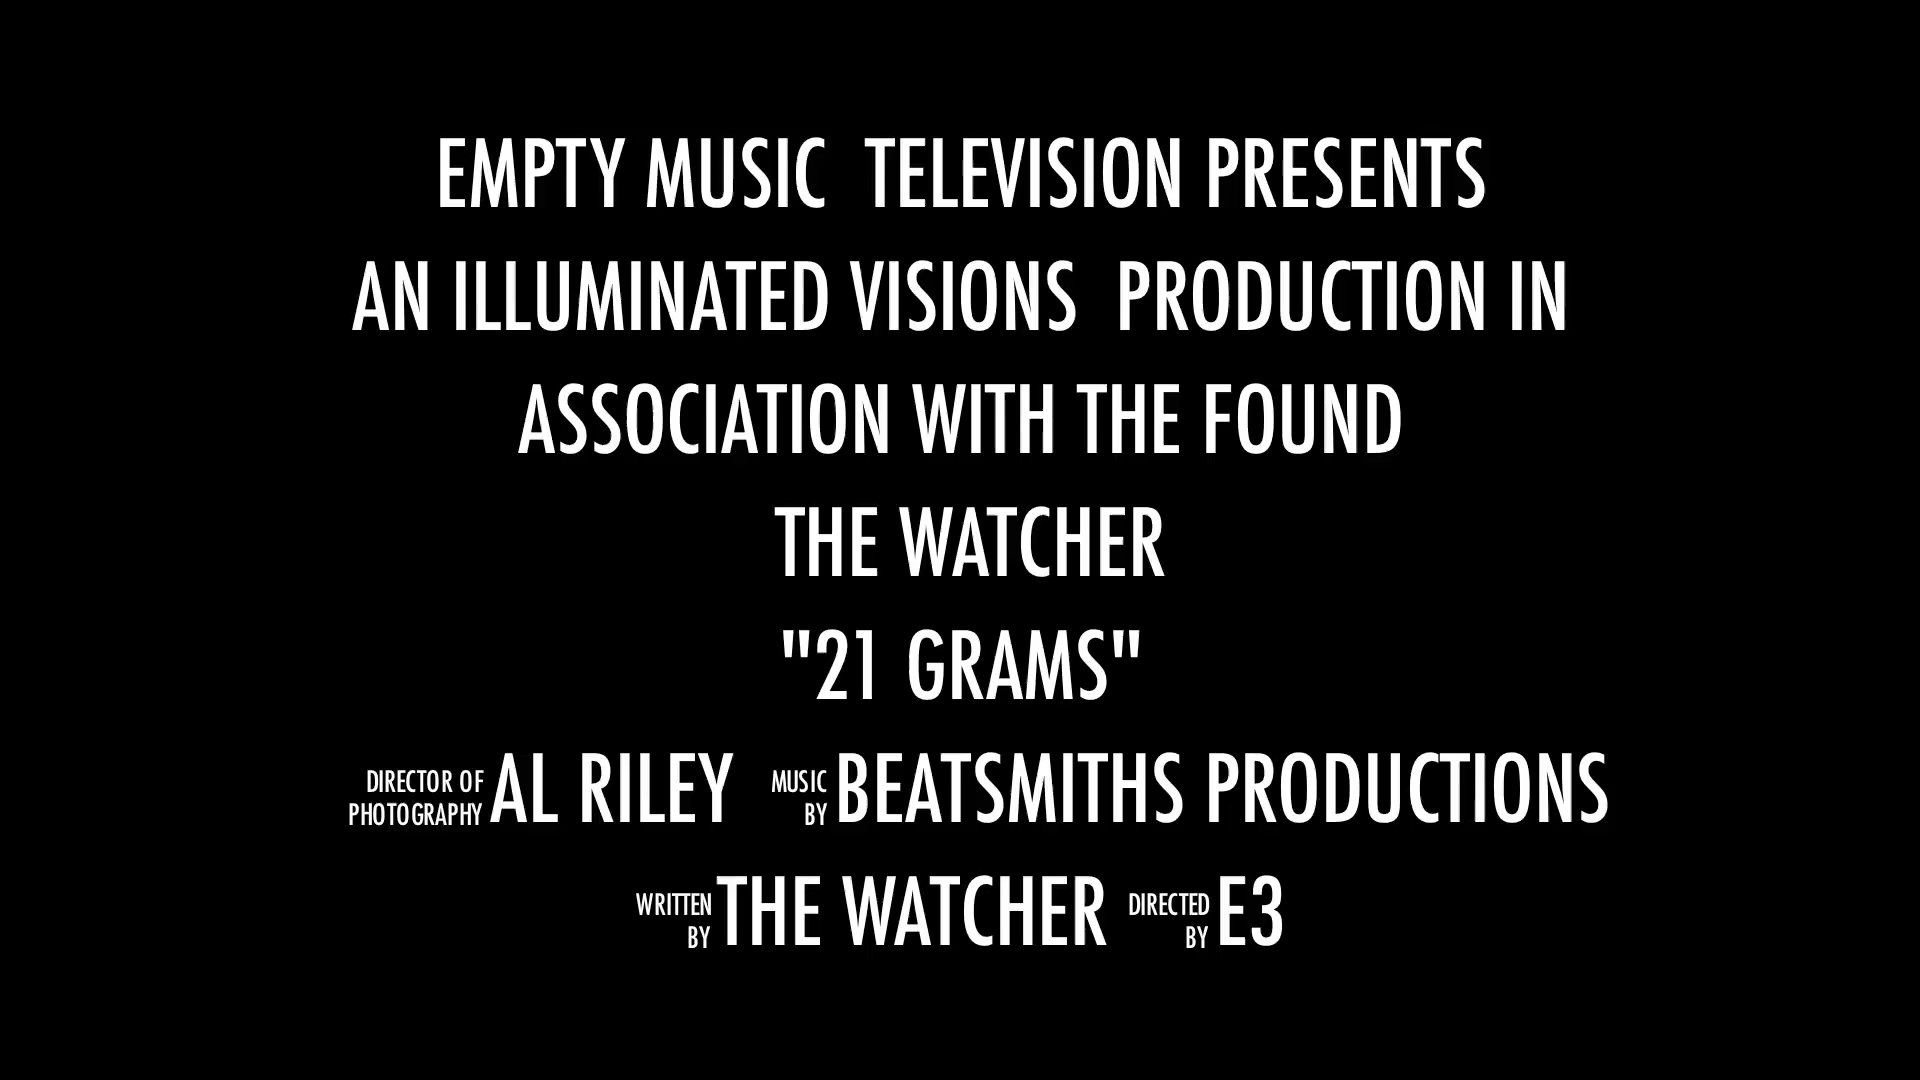 EMPTY MUSIC  TELEVISION PRESENTS
AN ILLUMINATED VISIONS  PRODUCTION IN
ASSOCIATION WITH THE FOUND
THE WATCHER
"21 GRAMS"
DIRECTOR OF PHOTOGRAPHY AL RILEY MUSIC BY BEATSMITHS PRODUCTIONS
WRITTEN BY THE WATCHER DIRECTED BY E3